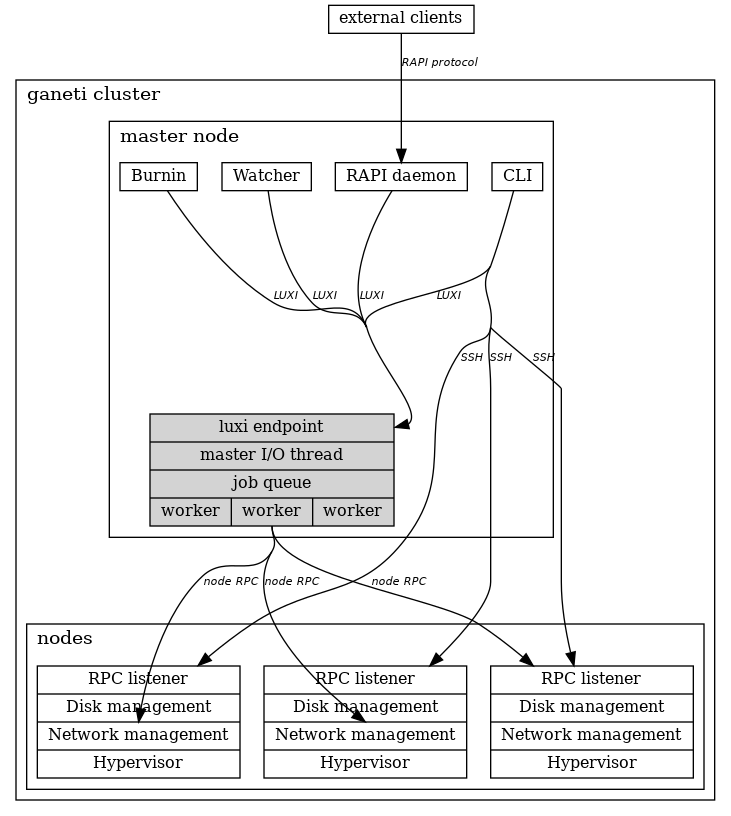 external clients
RAPI protocol
ganeti cluster
master node
Burnin
Watcher
RAPI daemon
CLI
LUXI
LUXI
LUXI
LUXI
SSH
SSH
SSH
luxi endpoint
master I/O thread
job queue
worker
worker
worker
node RPC
node RPC
node RPC
nodes
RPC listener
Disk management
Network management
Hypervisor
RPC listener
Disk management
Network management
Hypervisor
RPC listener
Disk management
Network management
Hypervisor